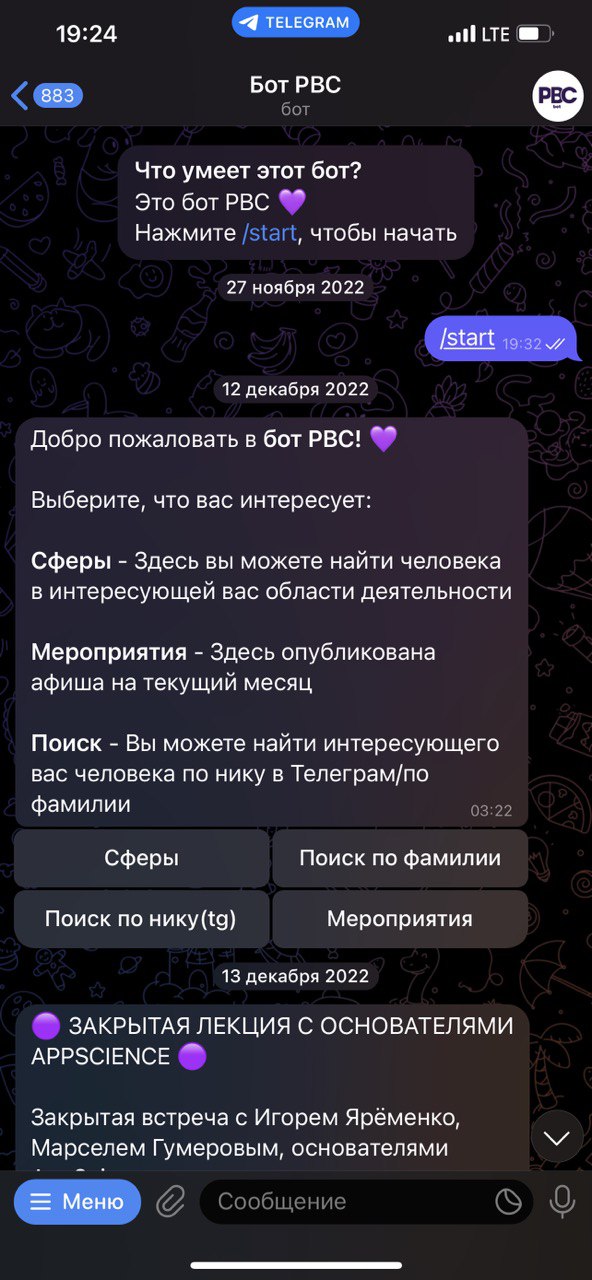 19:24
TELEGRAM
LTE
883
Бот РВС
бот
РВС
bot
Что умеет этот бот?
Это бот РВС 💜
Нажмите /start, чтобы начать
27 ноября 2022
/start 19:32
12 декабря 2022
Добро пожаловать в бот РВС! 💜
Выберите, что вас интересует:
Сферы - Здесь вы можете найти человека
в интересующей вас области деятельности
Мероприятия - Здесь опубликована
афиша на текущий месяц
Поиск - Вы можете найти интересующего
вас человека по нику в Телеграм/по
фамилии
03:22
Сферы
Поиск по фамилии
Поиск по нику(tg)
Мероприятия
13 декабря 2022
🟣 ЗАКРЫТАЯ ЛЕКЦИЯ С ОСНОВАТЕЛЯМИ
APPSCIENCE 🟣
Закрытая встреча с Игорем Ярёменко,
Марселем Гумеровым, основателями
Меню
Сообщение